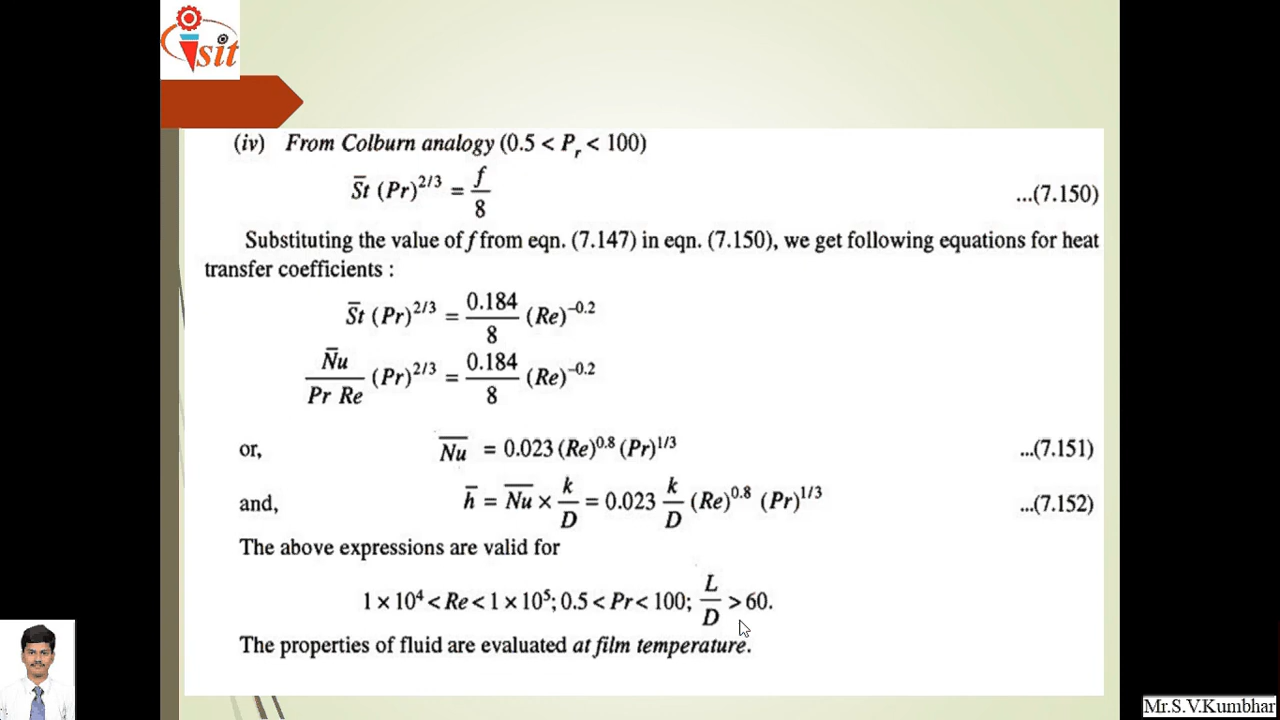 isit
(iv) From Colburn analogy (0.5 < P_r < 100)
S̅t (Pr)^{2/3} = f/8 ...(7.150)
Substituting the value of f from eqn. (7.147) in eqn. (7.150), we get following equations for heat
transfer coefficients :
S̅t (Pr)^{2/3} = 0.184/8 (Re)^{-0.2}
N̅u/Pr Re (Pr)^{2/3} = 0.184/8 (Re)^{-0.2}
or, N̅u̅ = 0.023 (Re)^{0.8} (Pr)^{1/3} ...(7.151)
and, h̅ = N̅u̅ × k/D = 0.023 k/D (Re)^{0.8} (Pr)^{1/3} ...(7.152)
The above expressions are valid for
1 × 10^4 < Re < 1 × 10^5; 0.5 < Pr < 100; L/D > 60.
The properties of fluid are evaluated at film temperature.
Mr.S.V.Kumbhar